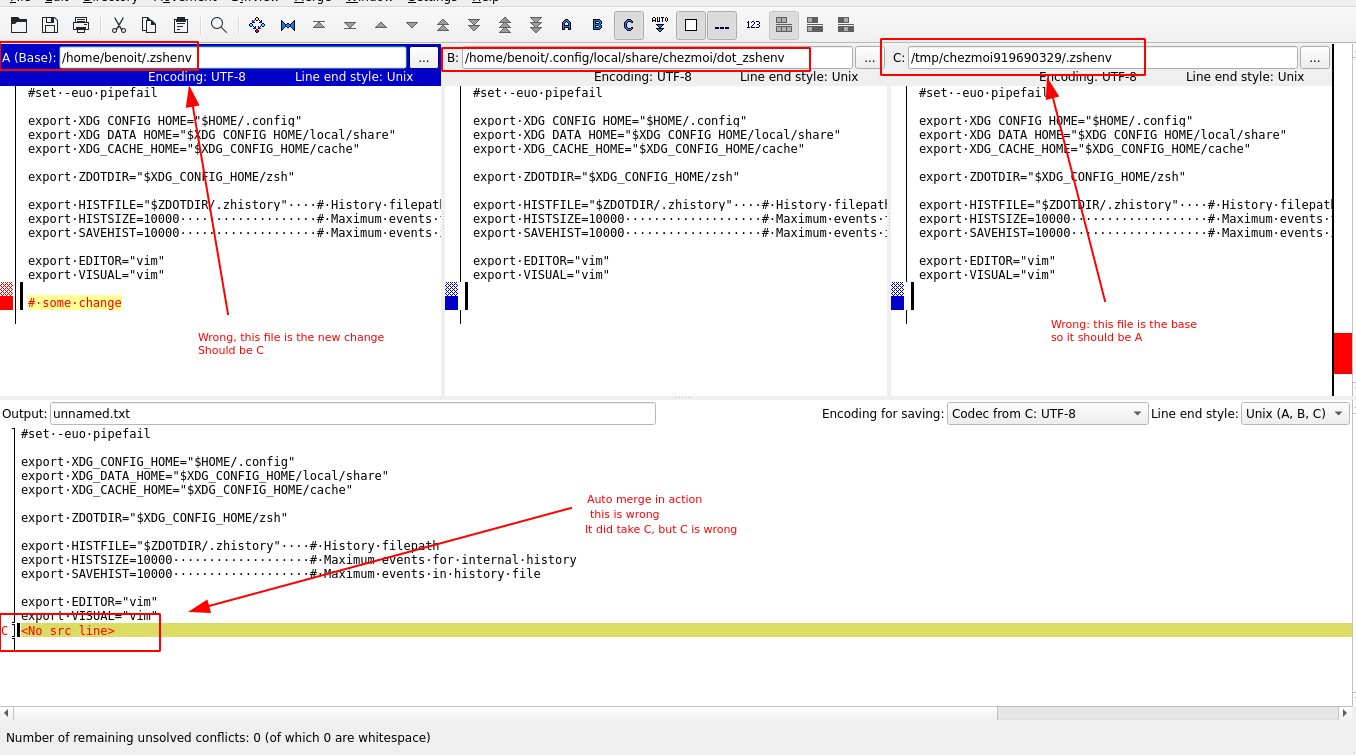 A (Base): /home/benoit/.zshenv ...
B: /home/benoit/.config/local/share/chezmoi/dot_zshenv ...
C: /tmp/chezmoi919690329/.zshenv ...
Encoding: UTF-8 Line end style: Unix
Encoding: UTF-8 Line end style: Unix
Encoding: UTF-8 Line end style: Unix
#set·-euo·pipefail
export·XDG_CONFIG_HOME="$HOME/.config"
export·XDG_DATA_HOME="$XDG_CONFIG_HOME/local/share"
export·XDG_CACHE_HOME="$XDG_CONFIG_HOME/cache"
export·ZDOTDIR="$XDG_CONFIG_HOME/zsh"
export·HISTFILE="$ZDOTDIR/.zhistory"····#·History·filepath
export·HISTSIZE=10000···················#·Maximum·events·
export·SAVEHIST=10000···················#·Maximum·events·
export·EDITOR="vim"
export·VISUAL="vim"
#·some·change
Wrong, this file is the new change
Should be C
#set·-euo·pipefail
export·XDG_CONFIG_HOME="$HOME/.config"
export·XDG_DATA_HOME="$XDG_CONFIG_HOME/local/share"
export·XDG_CACHE_HOME="$XDG_CONFIG_HOME/cache"
export·ZDOTDIR="$XDG_CONFIG_HOME/zsh"
export·HISTFILE="$ZDOTDIR/.zhistory"····#·History·filepath
export·HISTSIZE=10000···················#·Maximum·events·
export·SAVEHIST=10000···················#·Maximum·events·
export·EDITOR="vim"
export·VISUAL="vim"
#set·-euo·pipefail
export·XDG_CONFIG_HOME="$HOME/.config"
export·XDG_DATA_HOME="$XDG_CONFIG_HOME/local/share"
export·XDG_CACHE_HOME="$XDG_CONFIG_HOME/cache"
export·ZDOTDIR="$XDG_CONFIG_HOME/zsh"
export·HISTFILE="$ZDOTDIR/.zhistory"····#·History·filepath
export·HISTSIZE=10000···················#·Maximum·events·
export·SAVEHIST=10000···················#·Maximum·events·
export·EDITOR="vim"
export·VISUAL="vim"
Wrong: this file is the base
so it should be A
Output: unnamed.txt Encoding for saving: Codec from C: UTF-8 Line end style: Unix (A, B, C)
#set·-euo·pipefail
export·XDG_CONFIG_HOME="$HOME/.config"
export·XDG_DATA_HOME="$XDG_CONFIG_HOME/local/share"
export·XDG_CACHE_HOME="$XDG_CONFIG_HOME/cache"
export·ZDOTDIR="$XDG_CONFIG_HOME/zsh"
export·HISTFILE="$ZDOTDIR/.zhistory"····#·History·filepath
export·HISTSIZE=10000···················#·Maximum·events·for·internal·history
export·SAVEHIST=10000···················#·Maximum·events·in·history·file
export·EDITOR="vim"
export·VISUAL="vim"
C <No src line>
Auto merge in action
this is wrong
It did take C, but C is wrong
Number of remaining unsolved conflicts: 0 (of which 0 are whitespace)